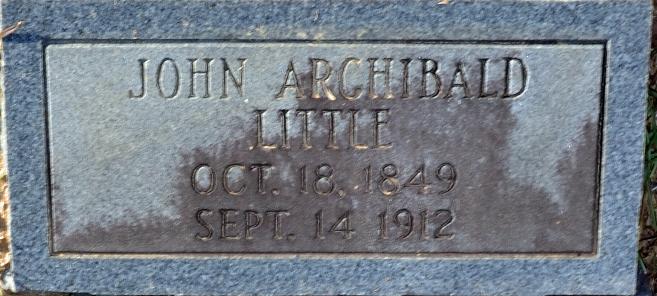 JOHN ARCHIBALD
LITTLE
OCT. 18, 1849
SEPT. 14 1912